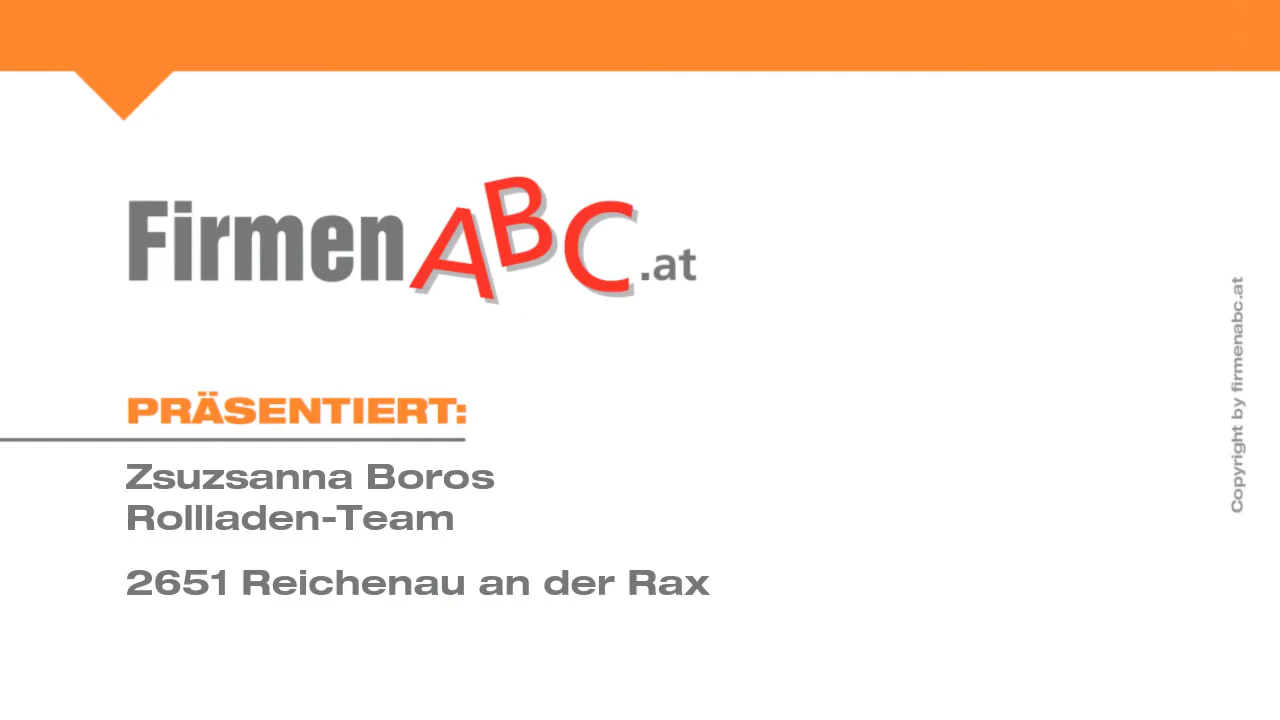 FirmenABC.at
PRÄSENTIERT:
Zsuzsanna Boros
Rollladen-Team
2651 Reichenau an der Rax
Copyright by firmenabc.at